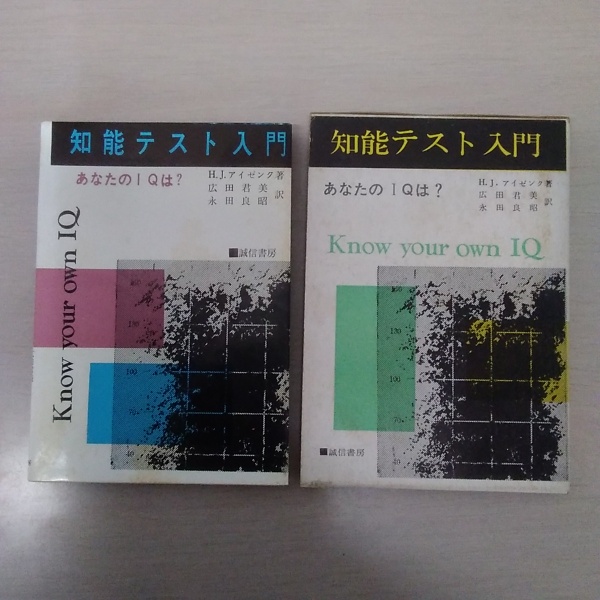 知能テスト入門
あなたのIQは?
H.J.アイゼンク著
広田君美
永田良昭
訳
■誠信書房
Know your own IQ
160
130
100
70
40
知能テスト入門
あなたのIQは?
H.J.アイゼンク著
広田君美
永田良昭
訳
Know your own IQ
160
130
100
70
40
■誠信書房